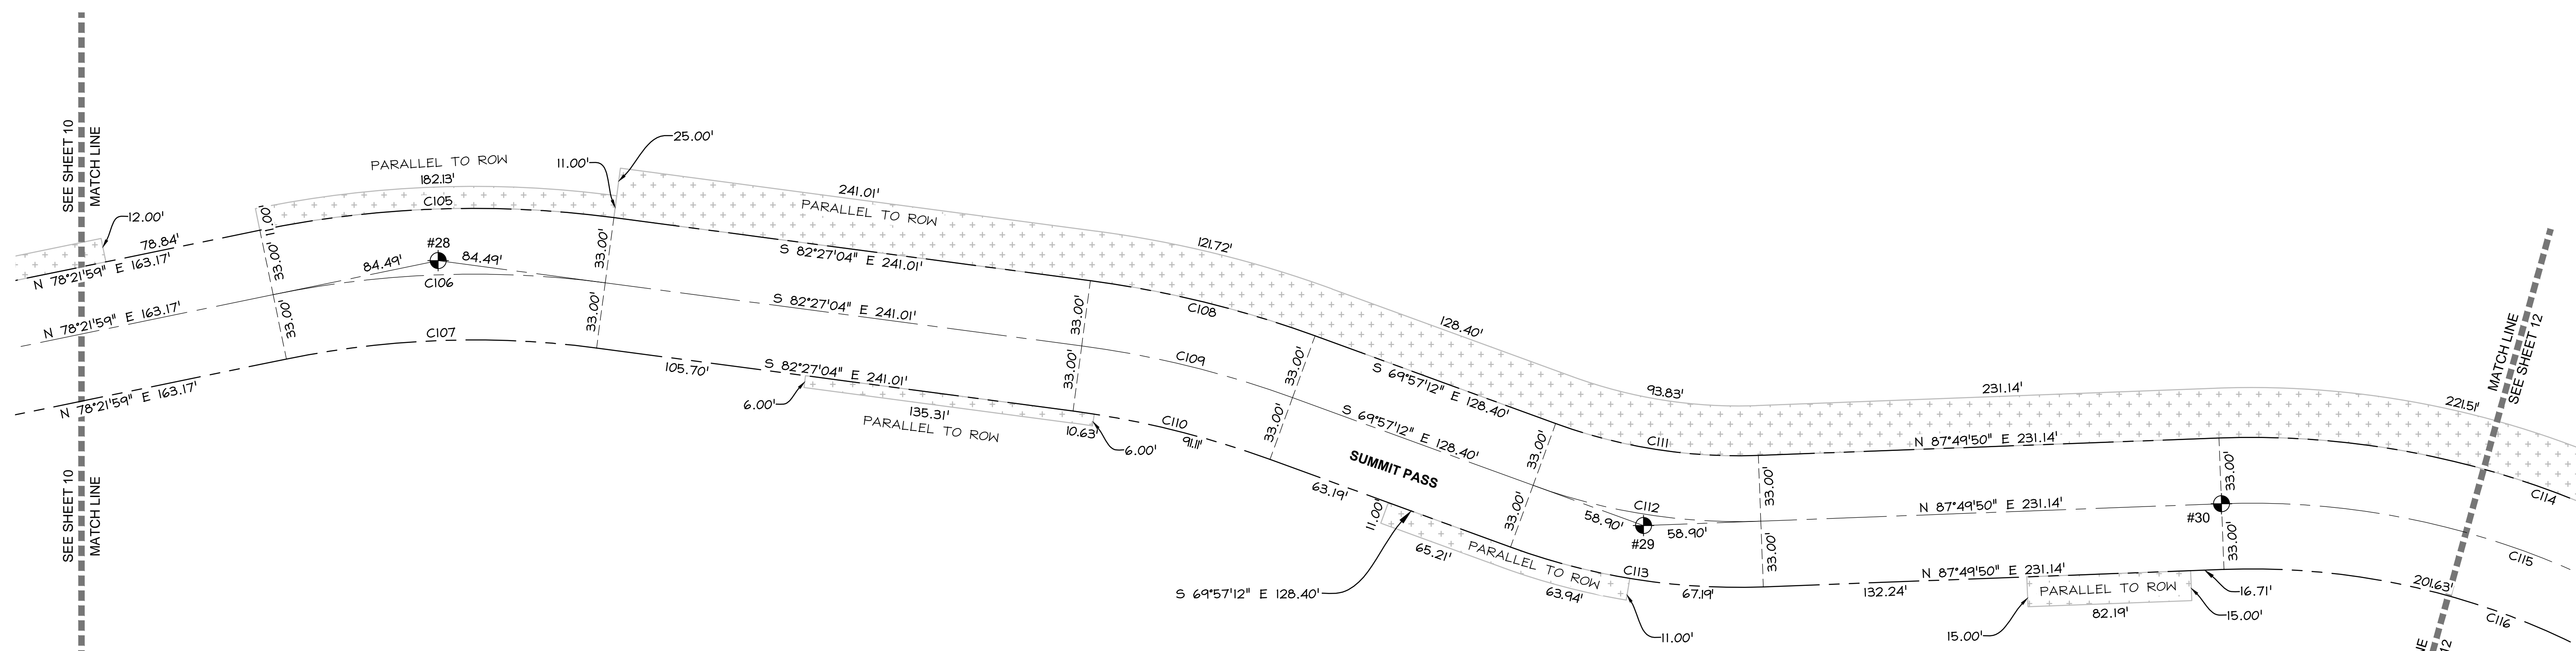 SEE SHEET 10
MATCH LINE
12.00'
78.84'
N 78°21'59" E 163.17'
N 78°21'59" E 163.17'
N 78°21'59" E 163.17'
SEE SHEET 10
MATCH LINE
PARALLEL TO ROW
182.13'
C105
11.00'
33.00'
33.00'
84.49'
#28
84.49'
C106
C107
11.00'
25.00'
33.00'
33.00'
241.01'
PARALLEL TO ROW
S 82°27'04" E 241.01'
S 82°27'04" E 241.01'
S 82°27'04" E 241.01'
105.70'
6.00'
135.31'
PARALLEL TO ROW
10.63'
6.00'
33.00'
33.00'
121.72'
C108
C109
C110
91.11'
33.00'
33.00'
128.40'
S 69°57'12" E 128.40'
S 69°57'12" E 128.40'
SUMMIT PASS
63.19'
11.00'
65.21'
S 69°57'12" E 128.40'
PARALLEL TO ROW
63.94'
11.00'
33.00'
33.00'
93.83'
C111
C112
58.90'
#29
58.90'
C113
67.19'
33.00'
33.00'
231.14'
N 87°49'50" E 231.14'
N 87°49'50" E 231.14'
N 87°49'50" E 231.14'
132.24'
PARALLEL TO ROW
82.19'
15.00'
15.00'
16.71'
33.00'
#30
33.00'
221.51'
C114
C115
201.63'
C116
MATCH LINE
SEE SHEET 12
NE
12